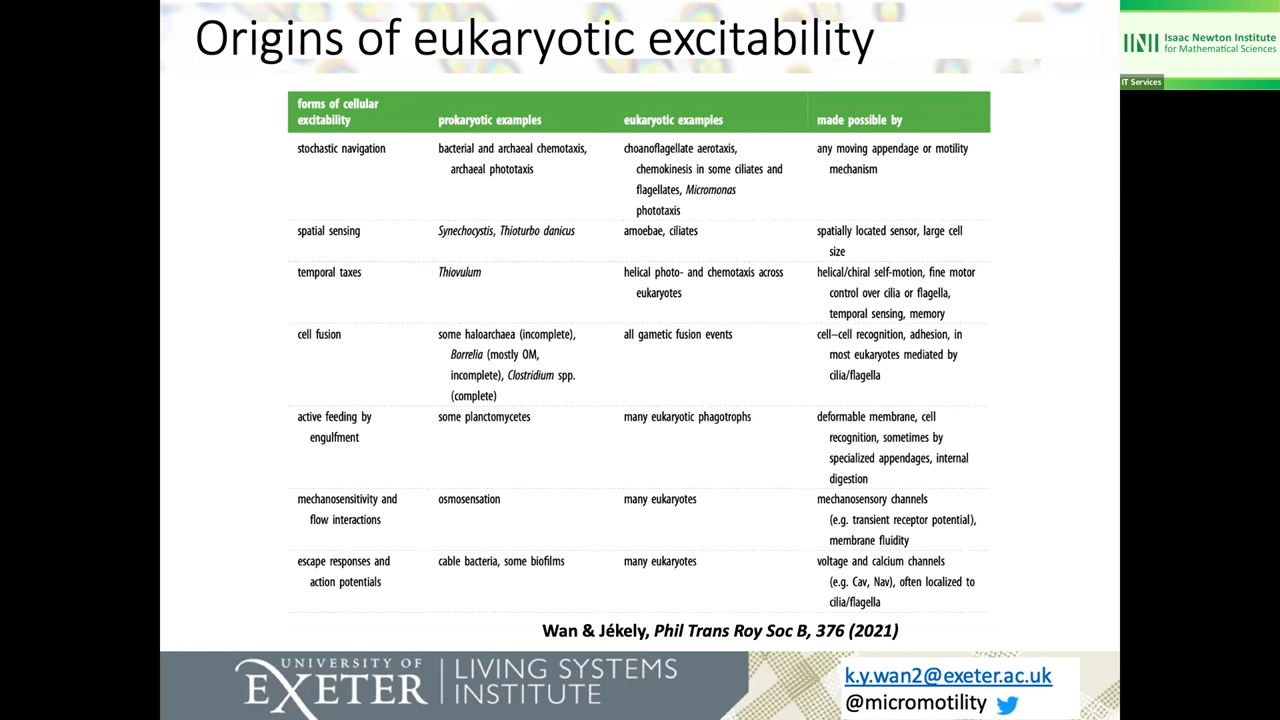 Origins of eukaryotic excitability
Isaac Newton Institute
for Mathematical Sciences
IT Services
forms of cellular
excitability
prokaryotic examples
eukaryotic examples
made possible by
stochastic navigation
bacterial and archaeal chemotaxis,
archaeal phototaxis
choanoflagellate aerotaxis,
chemokinesis in some ciliates and
flagellates, Micromonas
phototaxis
any moving appendage or motility
mechanism
spatial sensing
Synechocystis, Thioturbo danicus
amoebae, ciliates
spatially located sensor, large cell
size
temporal taxes
Thiovulum
helical photo- and chemotaxis across
eukaryotes
helical/chiral self-motion, fine motor
control over cilia or flagella,
temporal sensing, memory
cell fusion
some haloarchaea (incomplete),
Borrelia (mostly OM,
incomplete), Clostridium spp.
(complete)
all gametic fusion events
cell–cell recognition, adhesion, in
most eukaryotes mediated by
cilia/flagella
active feeding by
engulfment
some planctomycetes
many eukaryotic phagotrophs
deformable membrane, cell
recognition, sometimes by
specialized appendages, internal
digestion
mechanosensitivity and
flow interactions
osmosensation
many eukaryotes
mechanosensory channels
(e.g. transient receptor potential),
membrane fluidity
escape responses and
action potentials
cable bacteria, some biofilms
many eukaryotes
voltage and calcium channels
(e.g. Cav, Nav), often localized to
cilia/flagella
Wan & Jékely, Phil Trans Roy Soc B, 376 (2021)
UNIVERSITY OF
EXETER
LIVING SYSTEMS
INSTITUTE
k.y.wan2@exeter.ac.uk
@micromotility